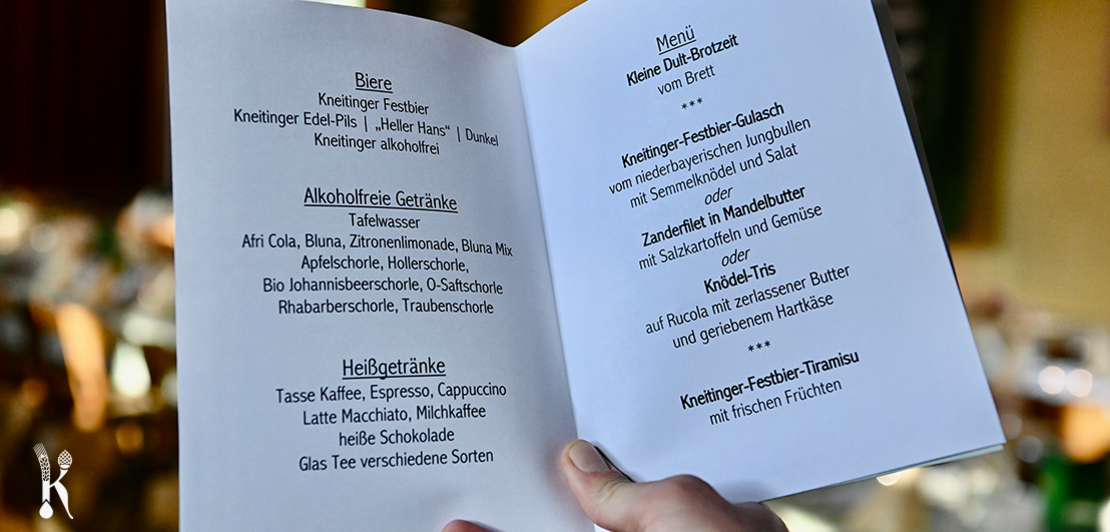 Biere
Kneitinger Festbier
Kneitinger Edel-Pils | „Heller Hans“ | Dunkel
Kneitinger alkoholfrei
Alkoholfreie Getränke
Tafelwasser
Afri Cola, Bluna, Zitronenlimonade, Bluna Mix
Apfelschorle, Hollerschorle,
Bio Johannisbeerschorle, O-Saftschorle
Rhabarberschorle, Traubenschorle
Heißgetränke
Tasse Kaffee, Espresso, Cappuccino
Latte Macchiato, Milchkaffee
heiße Schokolade
Glas Tee verschiedene Sorten
Menü
Kleine Dult-Brotzeit
vom Brett
***
Kneitinger-Festbier-Gulasch
vom niederbayerischen Jungbullen
mit Semmelknödel und Salat
oder
Zanderfilet in Mandelbutter
mit Salzkartoffeln und Gemüse
oder
Knödel-Tris
auf Rucola mit zerlassener Butter
und geriebenem Hartkäse
***
Kneitinger-Festbier-Tiramisu
mit frischen Früchten
K